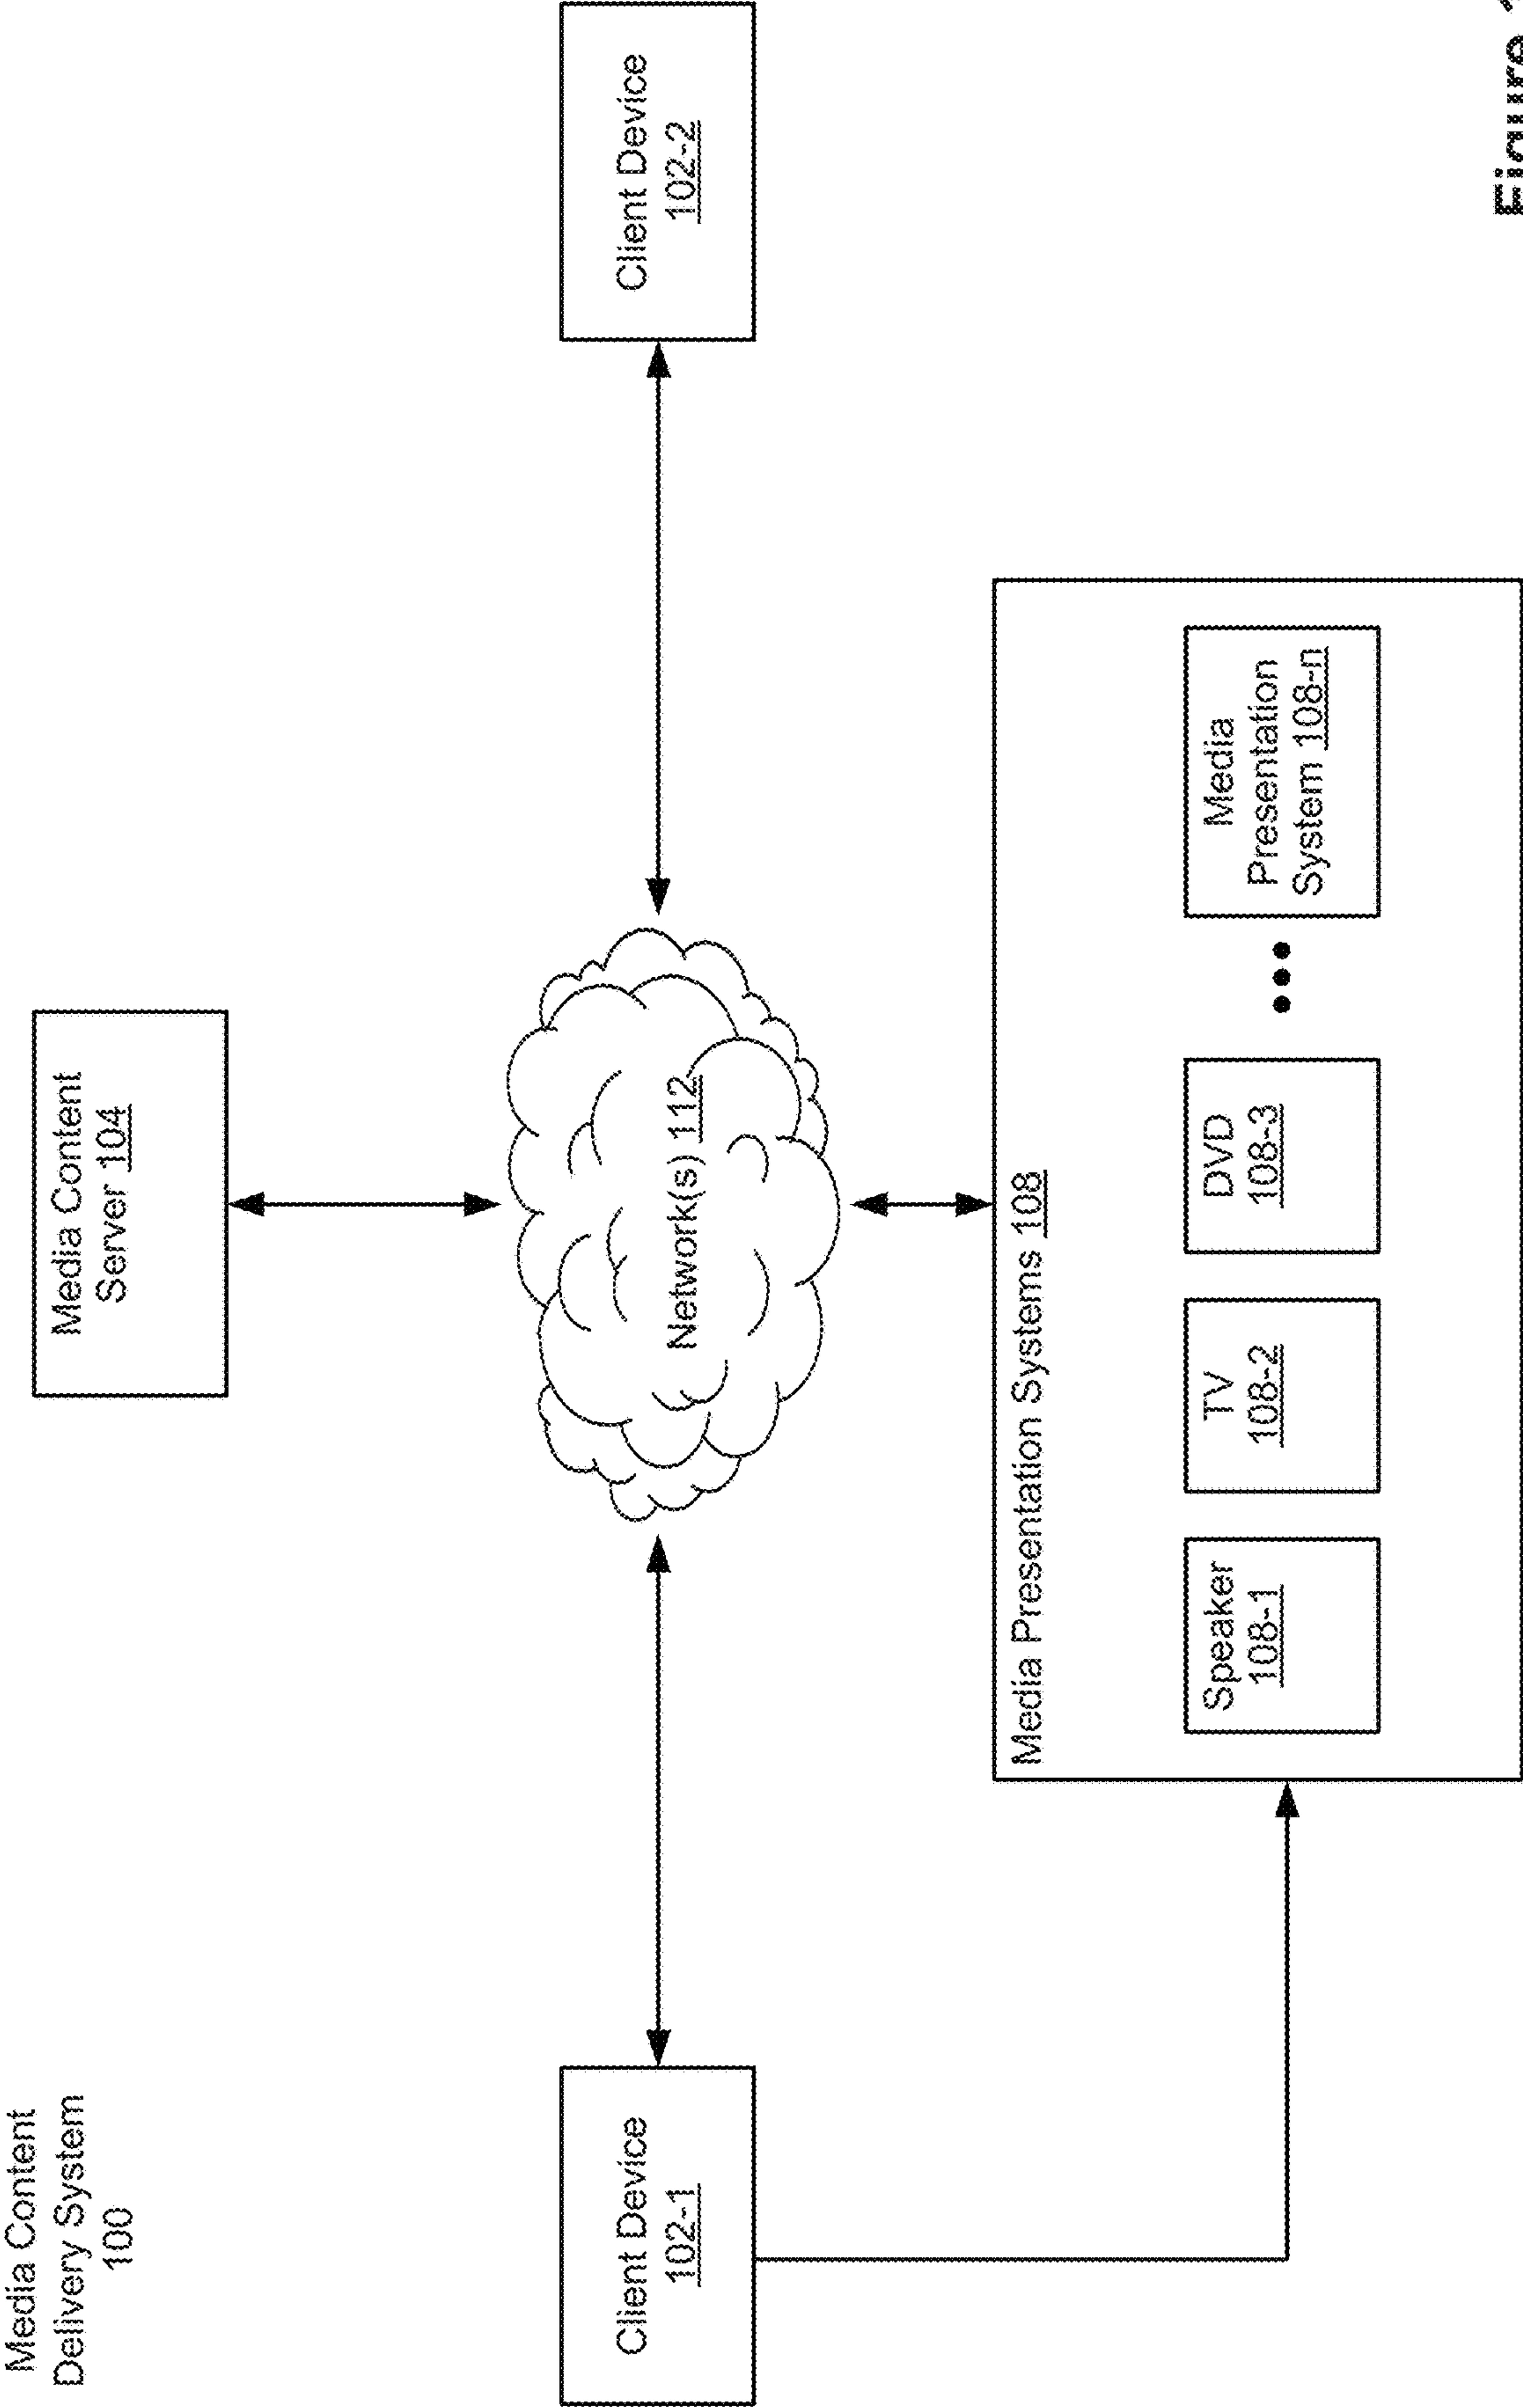 Media Content
Delivery System
100
Media Content
Server 104
Client Device
102-1
Network(s) 112
Client Device
102-2
Media Presentation Systems 108
Speaker
108-1
TV
108-2
DVD
108-3
Media
Presentation
System 108-n
Figure